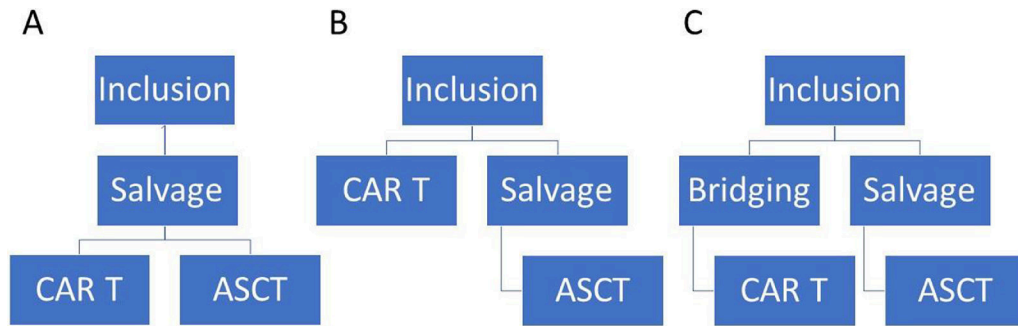 A B C
Inclusion Inclusion Inclusion
Salvage CAR T Salvage Bridging Salvage
CAR T ASCT ASCT CAR T ASCT